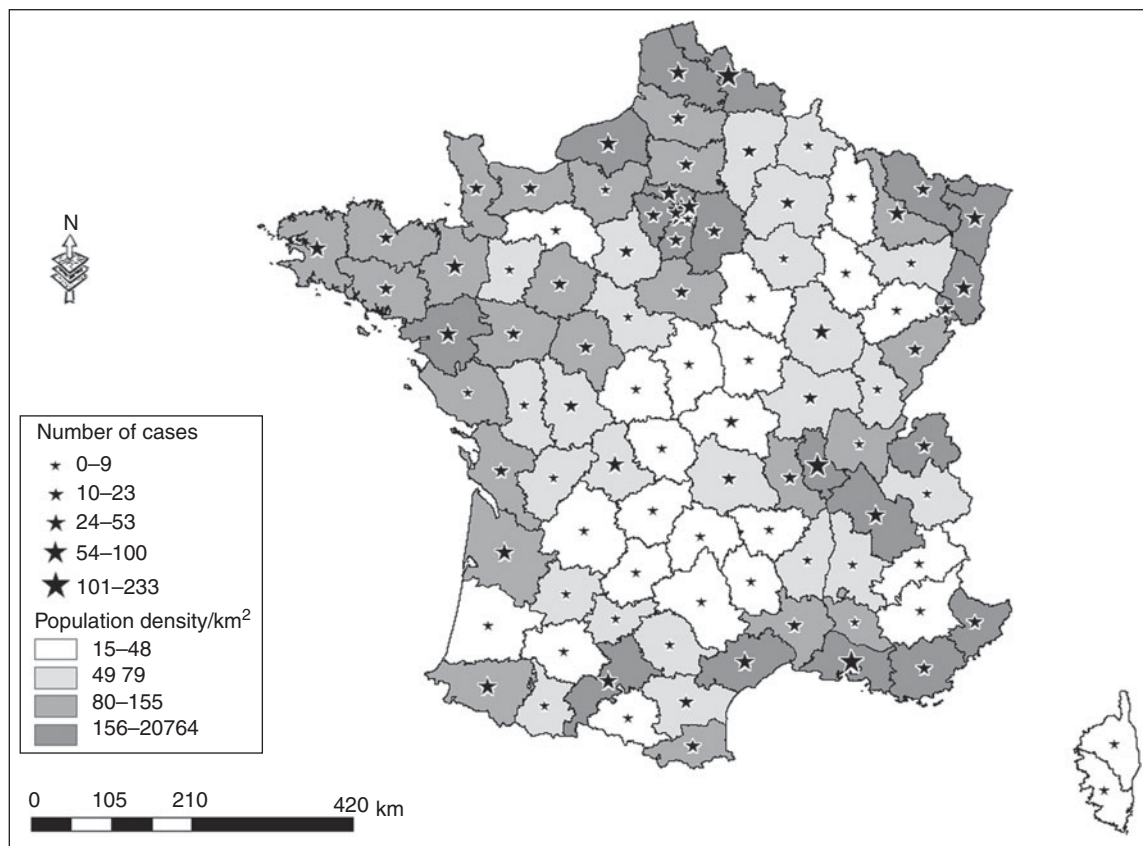 N
Number of cases
0–9
10–23
24–53
54–100
101–233
Population density/km²
15–48
49 79
80–155
156–20764
0 105 210 420 km